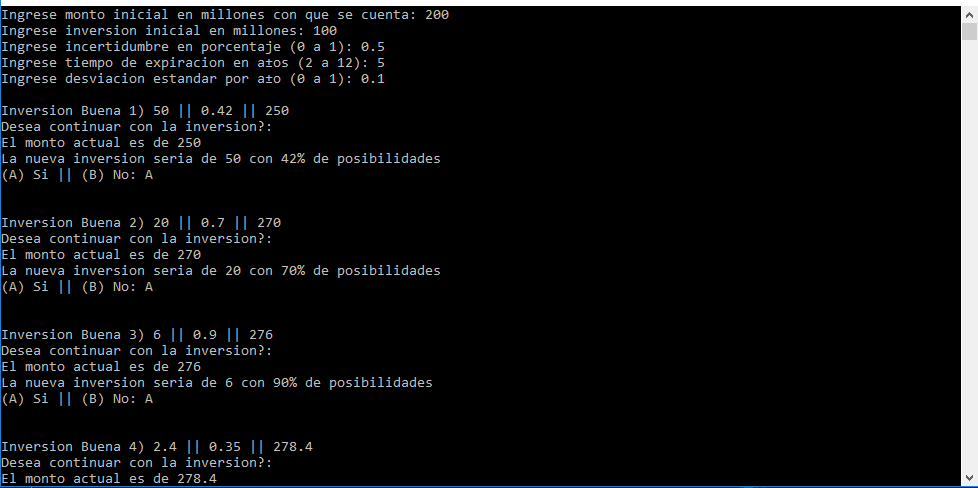 Ingrese monto inicial en millones con que se cuenta: 200
Ingrese inversion inicial en millones: 100
Ingrese incertidumbre en porcentaje (0 a 1): 0.5
Ingrese tiempo de expiracion en a±os (2 a 12): 5
Ingrese desviacion estandar por a±o (0 a 1): 0.1
Inversion Buena 1) 50 || 0.42 || 250
Desea continuar con la inversion?:
El monto actual es de 250
La nueva inversion seria de 50 con 42% de posibilidades
(A) Si || (B) No: A
Inversion Buena 2) 20 || 0.7 || 270
Desea continuar con la inversion?:
El monto actual es de 270
La nueva inversion seria de 20 con 70% de posibilidades
(A) Si || (B) No: A
Inversion Buena 3) 6 || 0.9 || 276
Desea continuar con la inversion?:
El monto actual es de 276
La nueva inversion seria de 6 con 90% de posibilidades
(A) Si || (B) No: A
Inversion Buena 4) 2.4 || 0.35 || 278.4
Desea continuar con la inversion?:
El monto actual es de 278.4